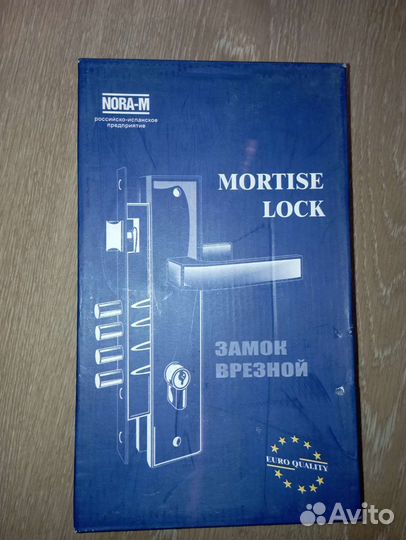 NORA-M
российско-испанское
предприятие
MORTISE
LOCK
ЗАМОК
ВРЕЗНОЙ
EURO QUALITY
Avito